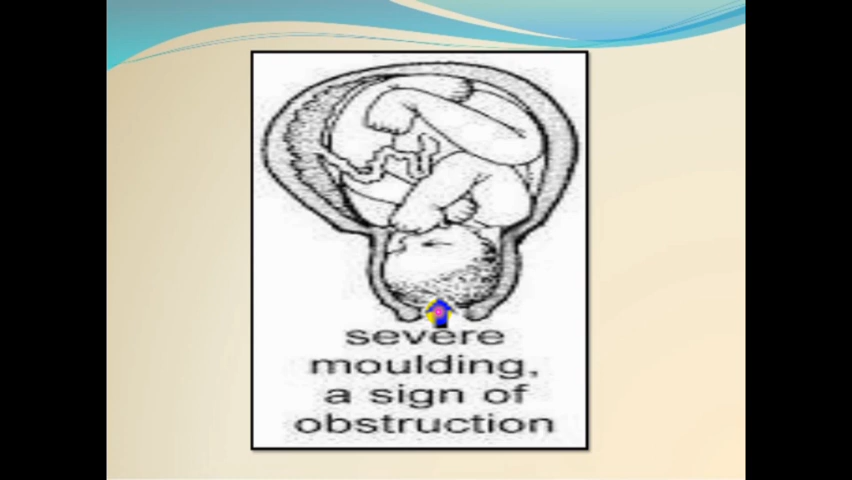 severe
moulding,
a sign of
obstruction